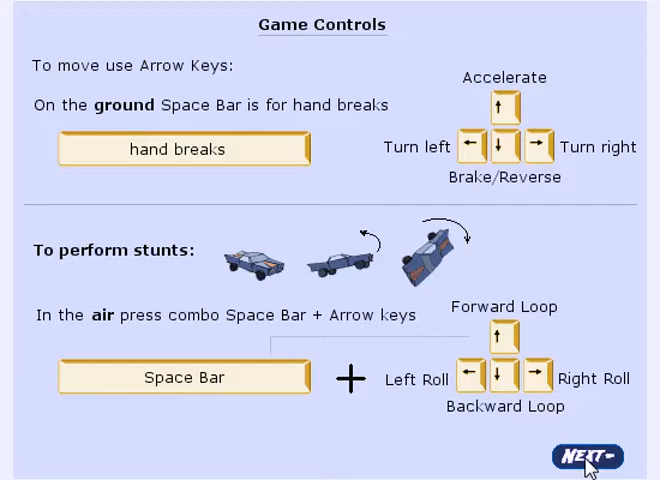 Game Controls
To move use Arrow Keys:
Accelerate
On the ground Space Bar is for hand breaks
hand breaks
Turn left
Turn right
Brake/Reverse
To perform stunts:
In the air press combo Space Bar + Arrow keys
Forward Loop
Space Bar
+
Left Roll
Right Roll
Backward Loop
NEXT